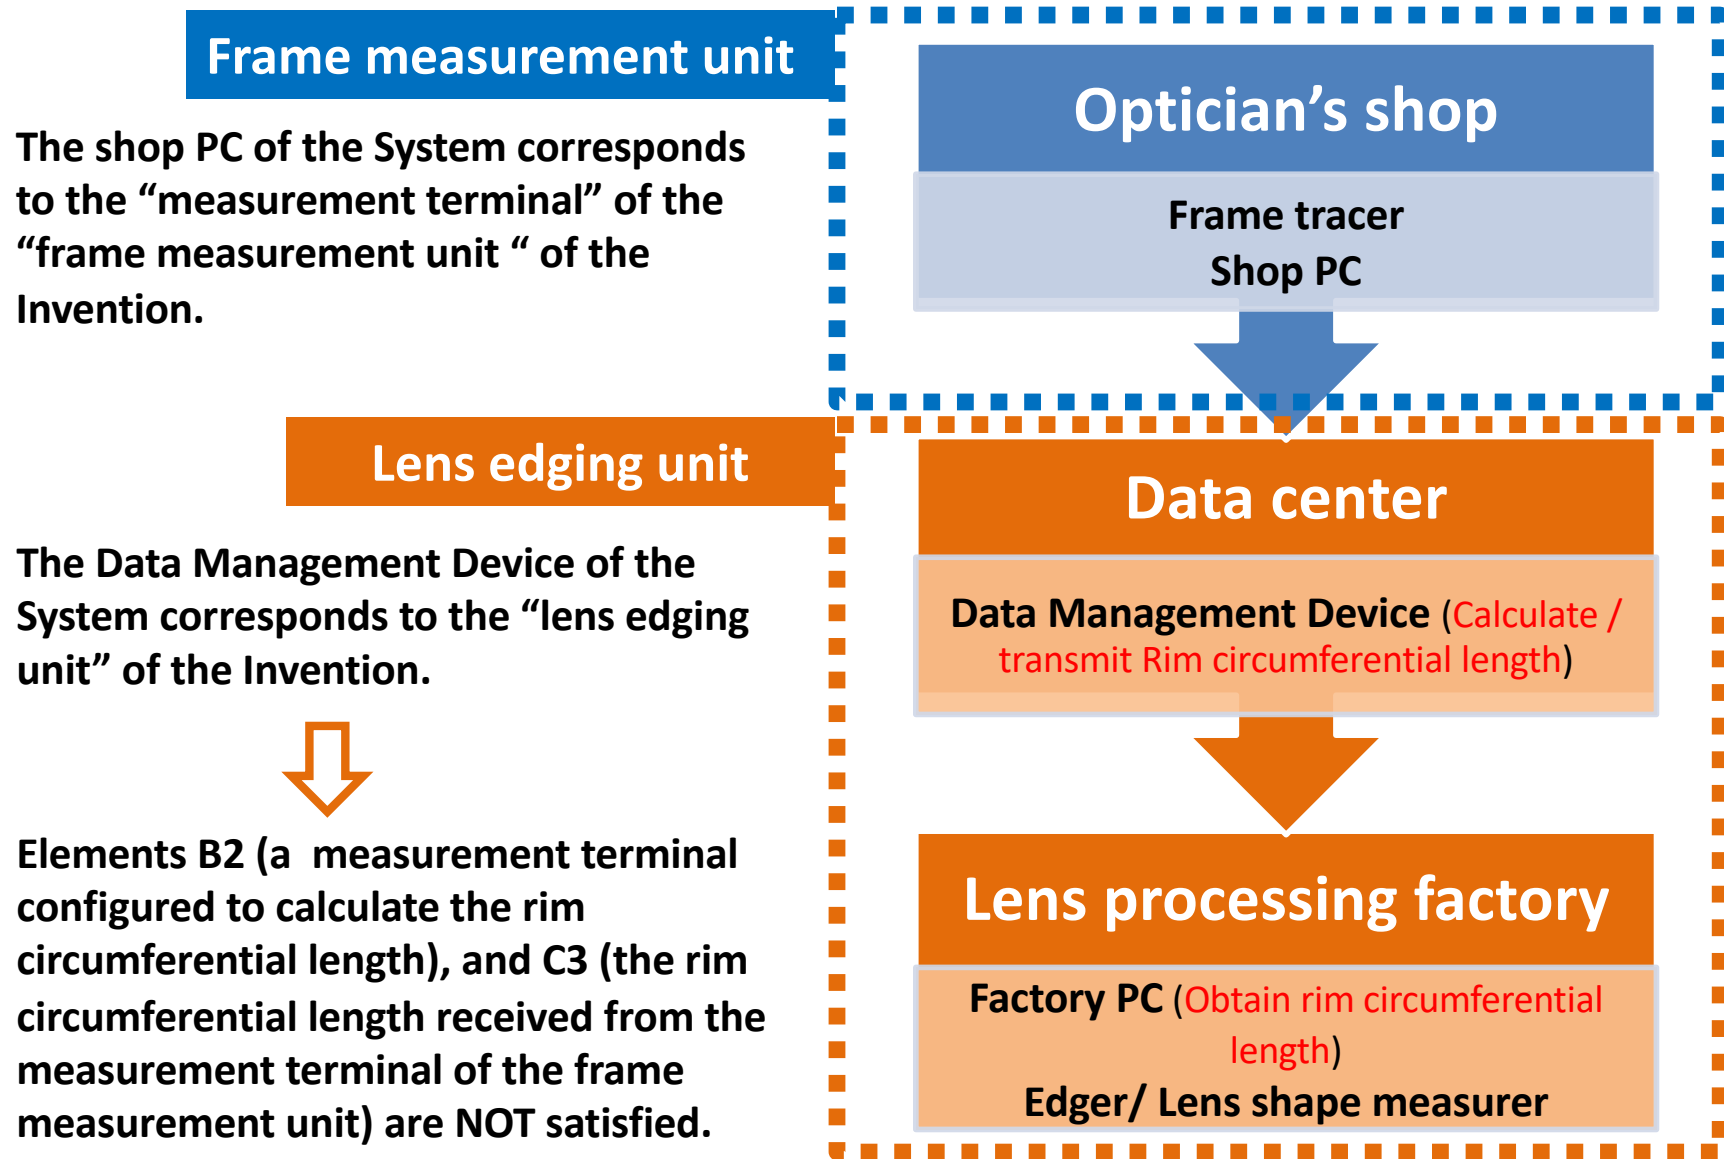 Frame measurement unit
The shop PC of the System corresponds
to the “measurement terminal” of the
“frame measurement unit “ of the
Invention.
Optician’s shop
Frame tracer
Shop PC
Lens edging unit
The Data Management Device of the
System corresponds to the “lens edging
unit” of the Invention.
Elements B2 (a  measurement terminal
configured to calculate the rim
circumferential length), and C3 (the rim
circumferential length received from the
measurement terminal of the frame
measurement unit) are NOT satisfied.
Data center
Data Management Device (Calculate /
transmit Rim circumferential length)
Lens processing factory
Factory PC (Obtain rim circumferential
length)
Edger/ Lens shape measurer